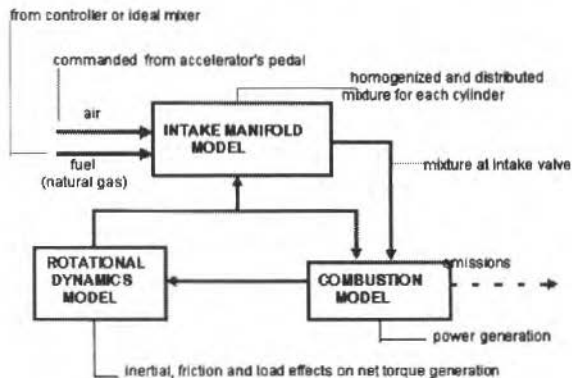 from controller or ideal mixer
commanded from accelerator's pedal
homogenized and distributed
mixture for each cylinder
air
INTAKE MANIFOLD
MODEL
fuel
(natural gas)
mixture at intake valve
ROTATIONAL
DYNAMICS
MODEL
COMBUSTION
MODEL
emissions
power generation
inertial, friction and load effects on net torque generation